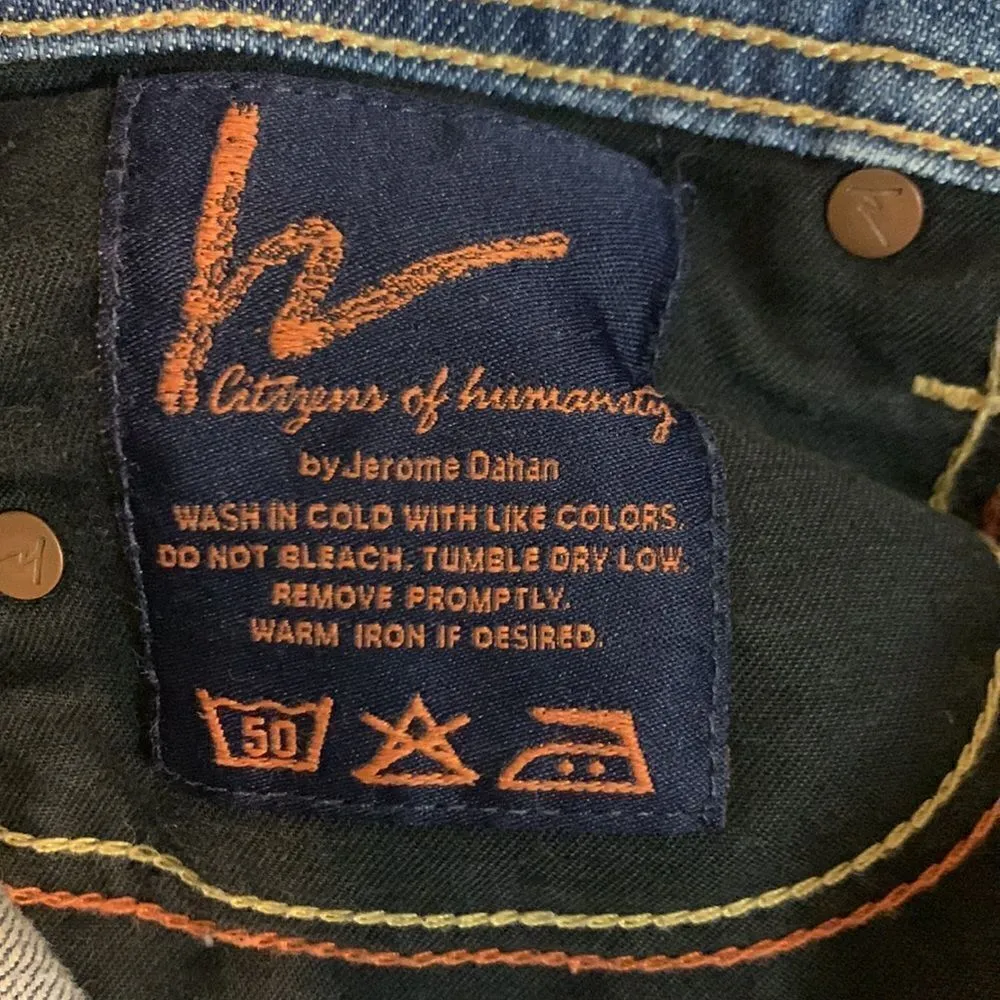 h
Citizens of humanity
by Jerome Dahan
WASH IN COLD WITH LIKE COLORS.
DO NOT BLEACH. TUMBLE DRY LOW.
REMOVE PROMPTLY.
WARM IRON IF DESIRED.
50